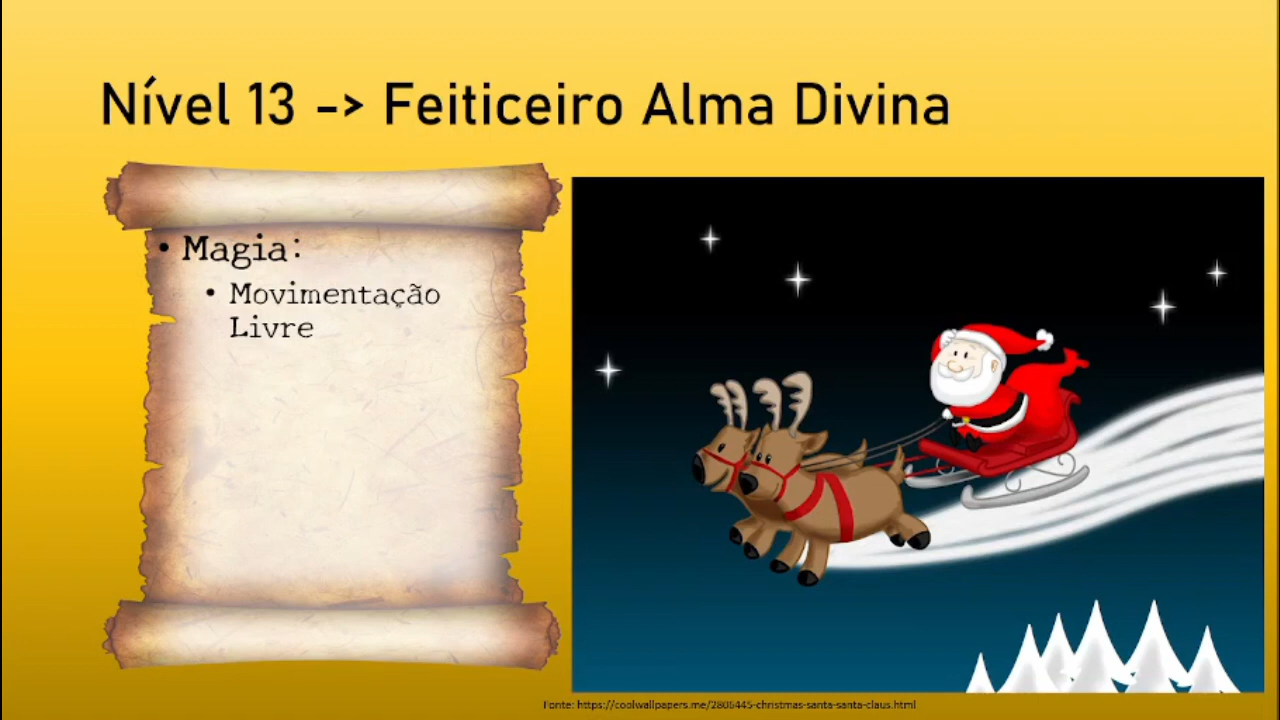 Nível 13 -> Feiticeiro Alma Divina
• Magia:
• Movimentação
Livre
Fonte: https://coolwallpapers.me/2806445-christmas-santa-santa-claus.html